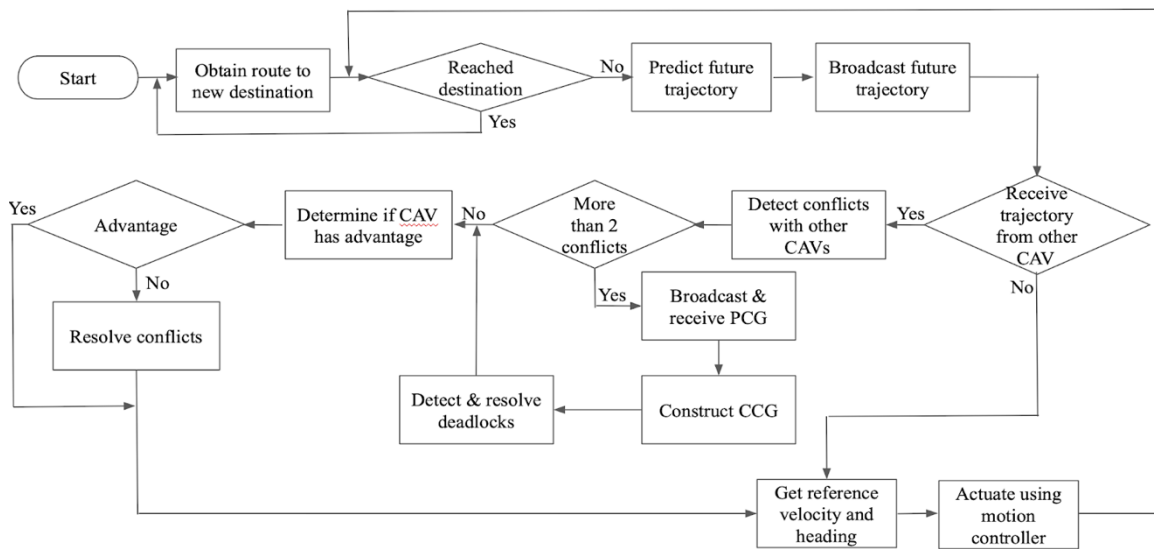 Start
Obtain route to
new destination
Reached
destination
No
Yes
Predict future
trajectory
Broadcast future
trajectory
Receive
trajectory
from other
CAV
Yes
No
Detect conflicts
with other
CAVs
More
than 2
conflicts
No
Yes
Determine if CAV
has advantage
Advantage
Yes
No
Resolve conflicts
Broadcast &
receive PCG
Construct CCG
Detect & resolve
deadlocks
Get reference
velocity and
heading
Actuate using
motion
controller